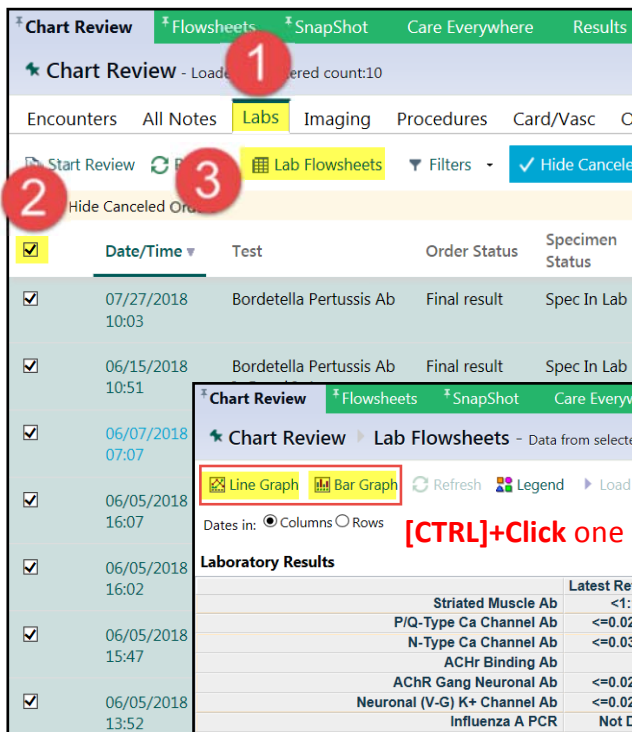 Chart Review Flowsheets SnapShot Care Everywhere Results
Chart Review - Loade ered count:10
1
Encounters All Notes Labs Imaging Procedures Card/Vasc O
Start Review R Lab Flowsheets Filters Hide Cancele
3
2
Hide Canceled Or
Date/Time Test Order Status Specimen
Status
07/27/2018 Bordetella Pertussis Ab Final result Spec In Lab
10:03
06/15/2018 Bordetella Pertussis Ab Final result Spec In Lab
10:51
06/07/2018
07:07
06/05/2018
16:07
06/05/2018
16:02
06/05/2018
15:47
06/05/2018
13:52
Chart Review Flowsheets SnapShot Care Everyw
Chart Review Lab Flowsheets - Data from selecte
Line Graph Bar Graph Refresh Legend Load
Dates in: Columns Rows [CTRL]+Click one
Laboratory Results
Latest Re
Striated Muscle Ab <1:
P/Q-Type Ca Channel Ab <=0.02
N-Type Ca Channel Ab <=0.03
ACHr Binding Ab
AChR Gang Neuronal Ab <=0.02
Neuronal (V-G) K+ Channel Ab <=0.02
Influenza A PCR Not D